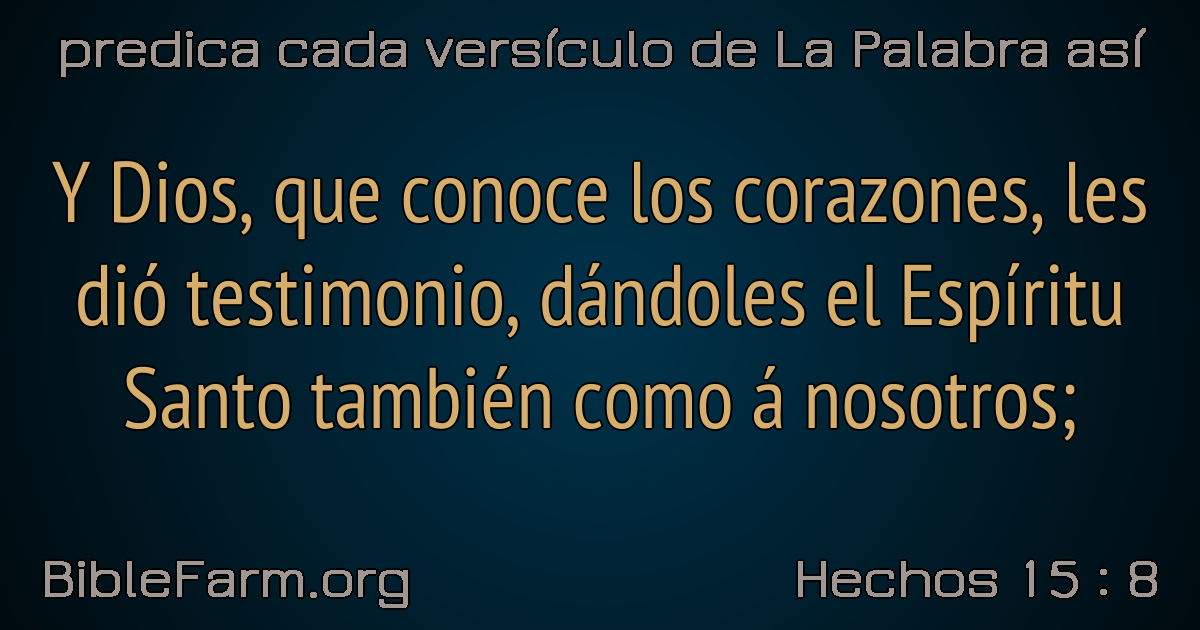 predica cada versículo de La Palabra así
Y Dios, que conoce los corazones, les
dió testimonio, dándoles el Espíritu
Santo también como á nosotros;
BibleFarm.org
Hechos 15 : 8